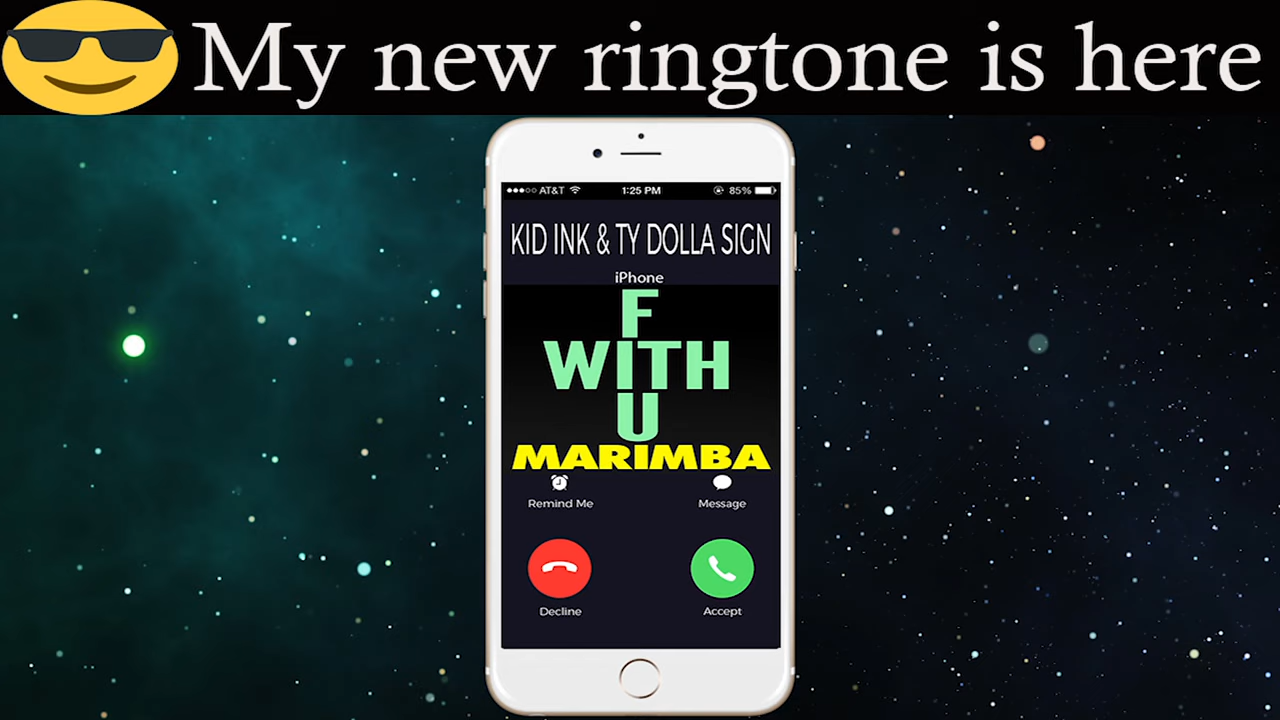 My new ringtone is here
AT&T 1:25 PM 85%
KID INK & TY DOLLA SIGN
iPhone
F
WITH
U
MARIMBA
Remind Me Message
Decline Accept